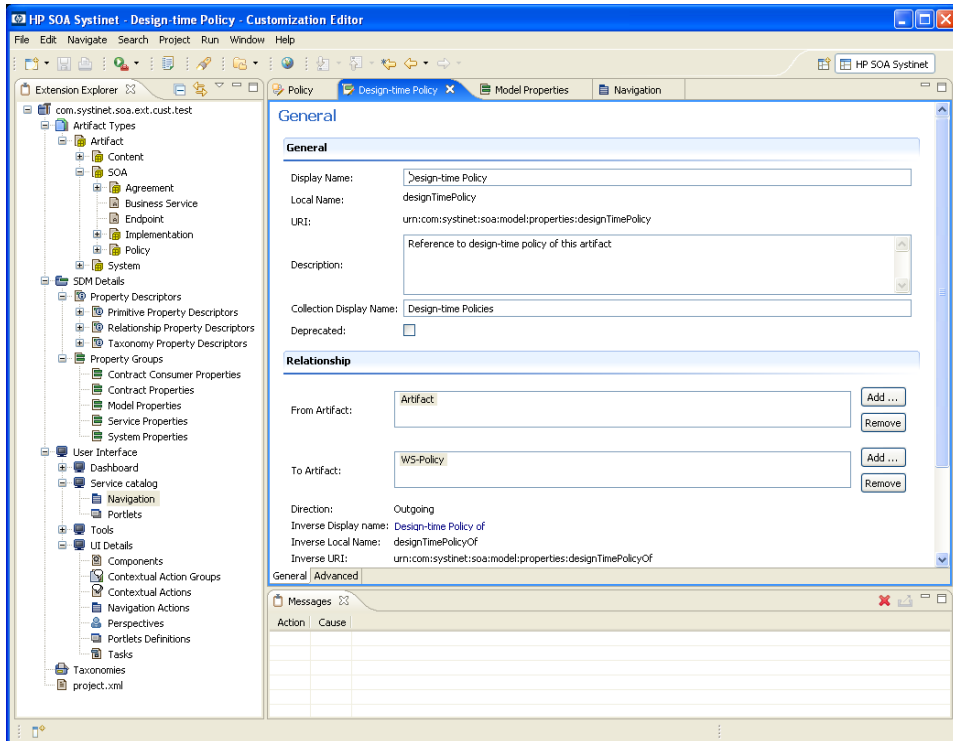 HP SOA Systinet - Design-time Policy - Customization Editor
File Edit Navigate Search Project Run Window Help
HP SOA Systinet
Extension Explorer
com.systinet.soa.ext.cust.test
Artifact Types
Artifact
Content
SOA
Agreement
Business Service
Endpoint
Implementation
Policy
System
SDM Details
Property Descriptors
Primitive Property Descriptors
Relationship Property Descriptors
Taxonomy Property Descriptors
Property Groups
Contract Consumer Properties
Contract Properties
Model Properties
Service Properties
System Properties
User Interface
Dashboard
Service catalog
Navigation
Portlets
Tools
UI Details
Components
Contextual Action Groups
Contextual Actions
Navigation Actions
Perspectives
Portlets Definitions
Tasks
Taxonomies
project.xml
Policy Design-time Policy Model Properties Navigation
General
General
Display Name: Design-time Policy
Local Name: designTimePolicy
URI: urn:com:systinet:soa:model:properties:designTimePolicy
Description: Reference to design-time policy of this artifact
Collection Display Name: Design-time Policies
Deprecated:
Relationship
From Artifact: Artifact Add ...
Remove
To Artifact: WS-Policy Add ...
Remove
Direction: Outgoing
Inverse Display name: Design-time Policy of
Inverse Local Name: designTimePolicyOf
Inverse URI: urn:com:systinet:soa:model:properties:designTimePolicyOf
General Advanced
Messages
Action Cause